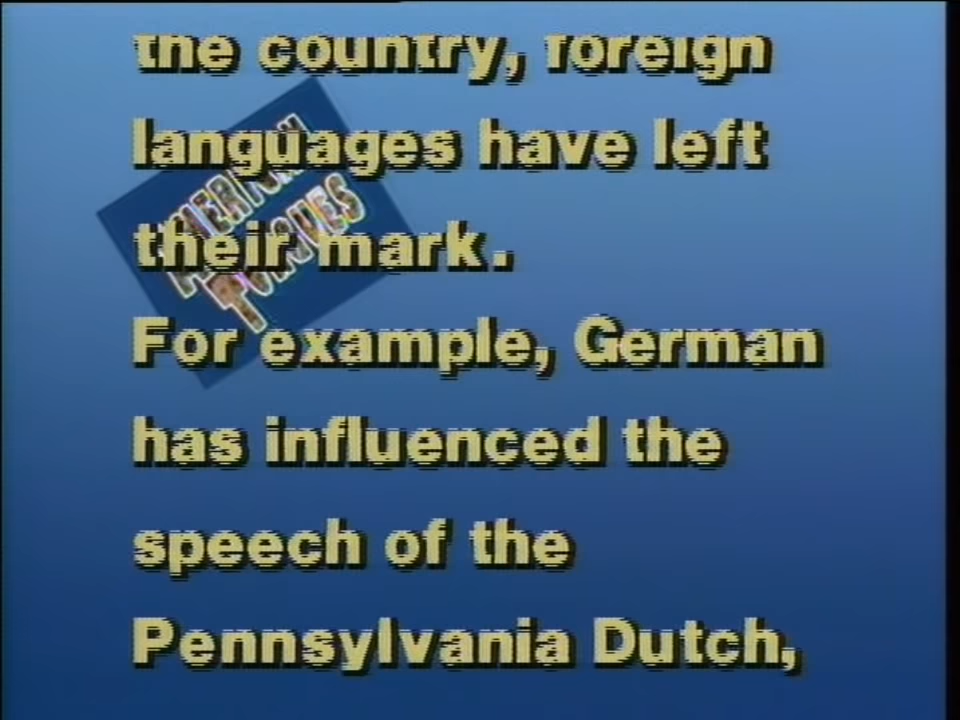 the country, foreign
languages have left
their mark.
For example, German
has influenced the
speech of the
Pennsylvania Dutch,
TONGUES